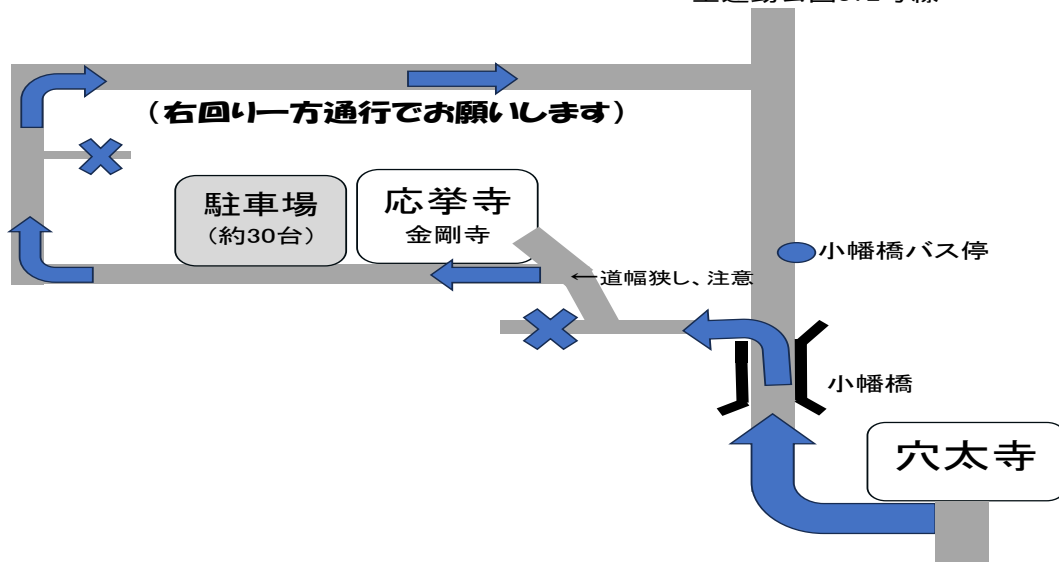 (右回り一方通行でお願いします)
駐車場
(約30台)
応挙寺
金剛寺
小幡橋バス停
←道幅狭し、注意
小幡橋
穴太寺